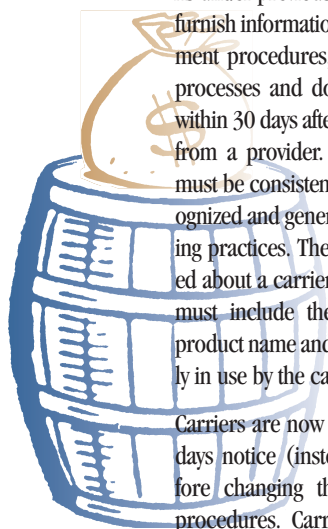 furnish information
ment procedures
processes and do
within 30 days afte
from a provider.
must be consisten
ognized and gener
ing practices. The
ed about a carrier
must include the
product name and
ly in use by the ca
Carriers are now
days notice (inste
fore changing th
procedures. Carr